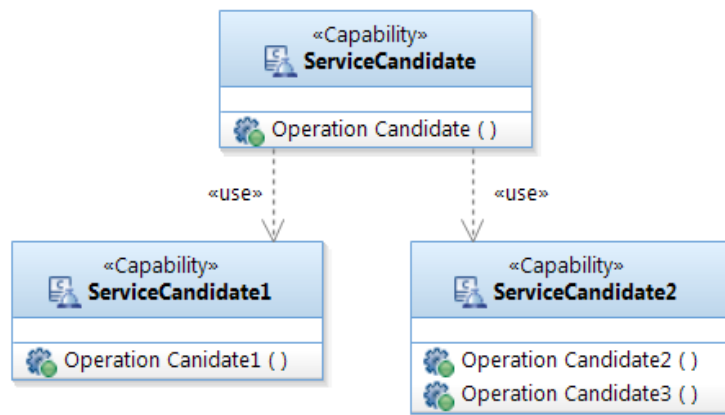 «Capability»
ServiceCandidate
Operation Candidate ( )
«use»
«use»
«Capability»
ServiceCandidate1
Operation Canidate1 ( )
«Capability»
ServiceCandidate2
Operation Candidate2 ( )
Operation Candidate3 ( )